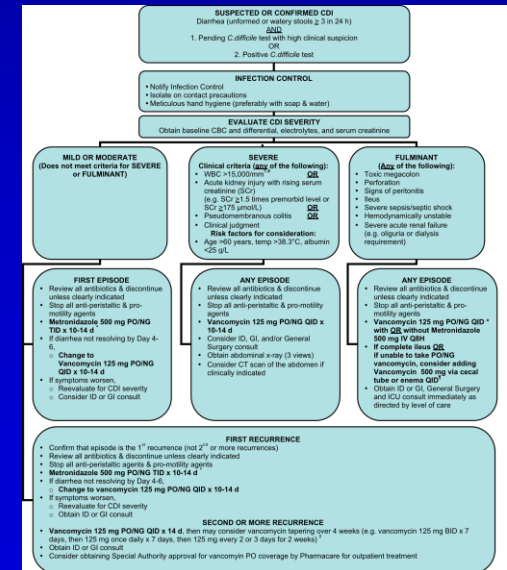 SUSPECTED OR CONFIRMED CDI
Diarrhea (unformed or watery stools ≥ 3 in 24 h)
AND
1. Pending C.difficile test with high clinical suspicion
OR
2. Positive C.difficile test
INFECTION CONTROL
• Notify Infection Control
• Isolate on contact precautions
• Meticulous hand hygiene (preferably with soap & water)
EVALUATE CDI SEVERITY
Obtain baseline CBC and differential, electrolytes, and serum creatinine
MILD OR MODERATE
(Does not meet criteria for SEVERE
or FULMINANT)
SEVERE
Clinical criteria (any of the following):
• WBC >15,000/mm³ OR
• Acute kidney injury with rising serum
creatinine (SCr)
(e.g. SCr ≥1.5 times premorbid level or
SCr ≥175 µmol/L) OR
• Pseudomembranous colitis OR
• Clinical judgment
Risk factors for consideration:
• Age >60 years, temp >38.3°C, albumin
<25 g/L
FULMINANT
(Any of the following):
• Toxic megacolon
• Perforation
• Signs of peritonitis
• Ileus
• Severe sepsis/septic shock
• Hemodynamically unstable
• Severe acute renal failure
(e.g. oliguria or dialysis
requirement)
FIRST EPISODE
• Review all antibiotics & discontinue
unless clearly indicated
• Stop all anti-peristaltic & pro-
motility agents
• Metronidazole 500 mg PO/NG
TID x 10-14 d
• If diarrhea not resolving by Day 4-
6,
o Change to
Vancomycin 125 mg PO/NG
QID x 10-14 d
• If symptoms worsen,
o Reevaluate for CDI severity
o Consider ID or GI consult
ANY EPISODE
• Review all antibiotics & discontinue
unless clearly indicated
• Stop all anti-peristaltic & pro-motility
agents
• Vancomycin 125 mg PO/NG QID x
10-14 d
• Consider ID, GI, and/or General
Surgery consult
• Obtain abdominal x-ray (3 views)
• Consider CT scan of the abdomen if
clinically indicated
ANY EPISODE
• Review all antibiotics & discontinue
unless clearly indicated
• Stop all anti-peristaltic & pro-
motility agents
• Vancomycin 125 mg PO/NG QID *
with OR without Metronidazole
500 mg IV Q8H
• If complete ileus OR
if unable to take PO/NG
vancomycin, consider adding
Vancomycin 500 mg via cecal
tube or enema QID
• Obtain ID or GI, General Surgery
and ICU consult immediately as
directed by level of care
FIRST RECURRENCE
• Confirm that episode is the 1st recurrence (not 2nd or more recurrences)
• Review all antibiotics & discontinue unless clearly indicated
• Stop all anti-peristaltic agents & pro-motility agents
• Metronidazole 500 mg PO/NG TID x 10-14 d
• If diarrhea not resolving by Day 4-6,
o Change to vancomycin 125 mg PO/NG QID x 10-14 d
• If symptoms worsen,
o Reevaluate for CDI severity
o Obtain ID or GI consult
SECOND OR MORE RECURRENCE
• Vancomycin 125 mg PO/NG QID x 14 d, then may consider vancomycin tapering over 4 weeks (e.g. vancomycin 125 mg BID x 7
days, then 125 mg once daily x 7 days, then 125 mg every 2 or 3 days for 2 weeks)
• Obtain ID or GI consult
• Consider obtaining Special Authority approval for vancomyin PO coverage by Pharmacare for outpatient treatment